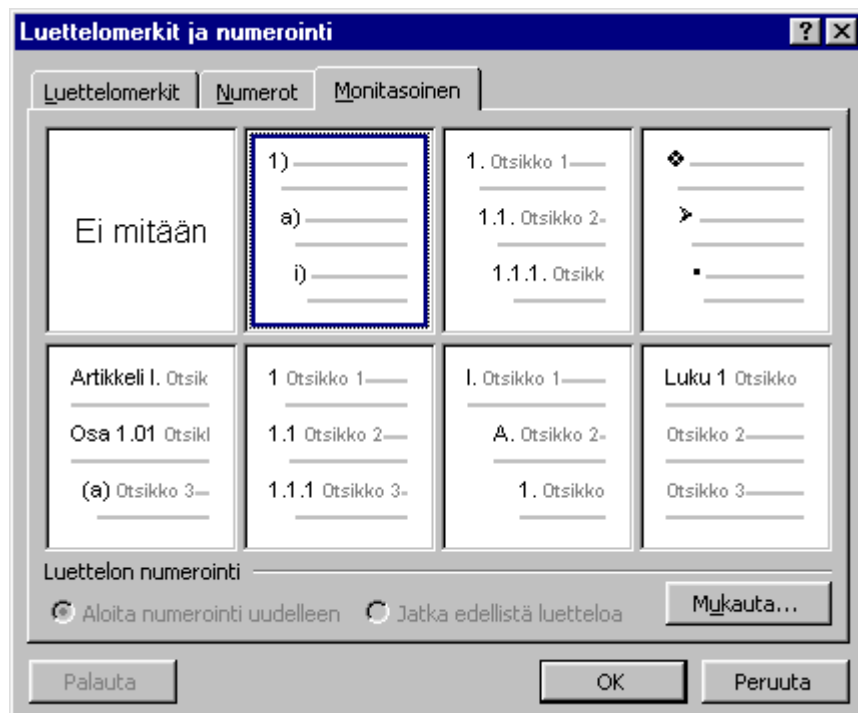 Luettelomerkit ja numerointi
Luettelomerkit Numerot Monitasoinen
Ei mitään
1)
a)
i)
1. Otsikko 1
1.1. Otsikko 2
1.1.1. Otsikk
Artikkeli I. Otsik
Osa 1.01 Otsikl
(a) Otsikko 3
1 Otsikko 1
1.1 Otsikko 2
1.1.1 Otsikko 3
I. Otsikko 1
A. Otsikko 2
1. Otsikko
Luku 1 Otsikko
Otsikko 2
Otsikko 3
Luettelon numerointi
Aloita numerointi uudelleen Jatka edellistä luetteloa Mukauta...
Palauta OK Peruuta